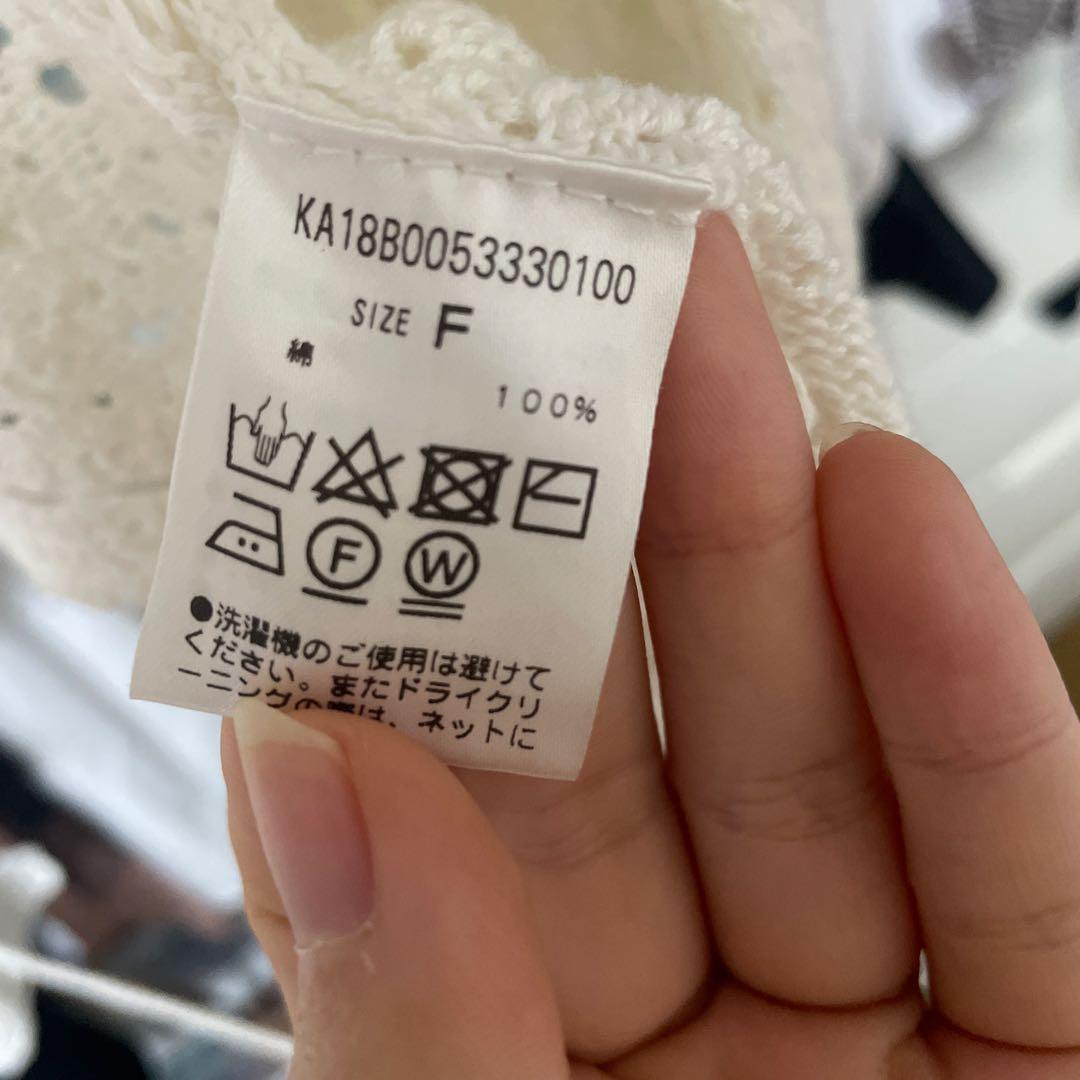 KA18B0053330100
SIZE F
綿
100%
F W
●洗濯機のご使用は避けて
ください。またドライクリ
ーニングの際は、ネットに